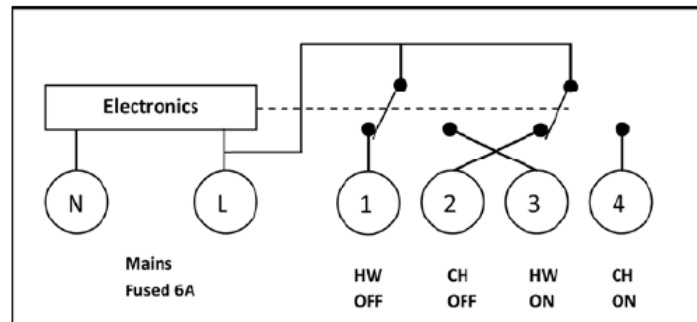 Electronics
N L 1 2 3 4
Mains
Fused 6A
HW CH HW CH
OFF OFF ON ON